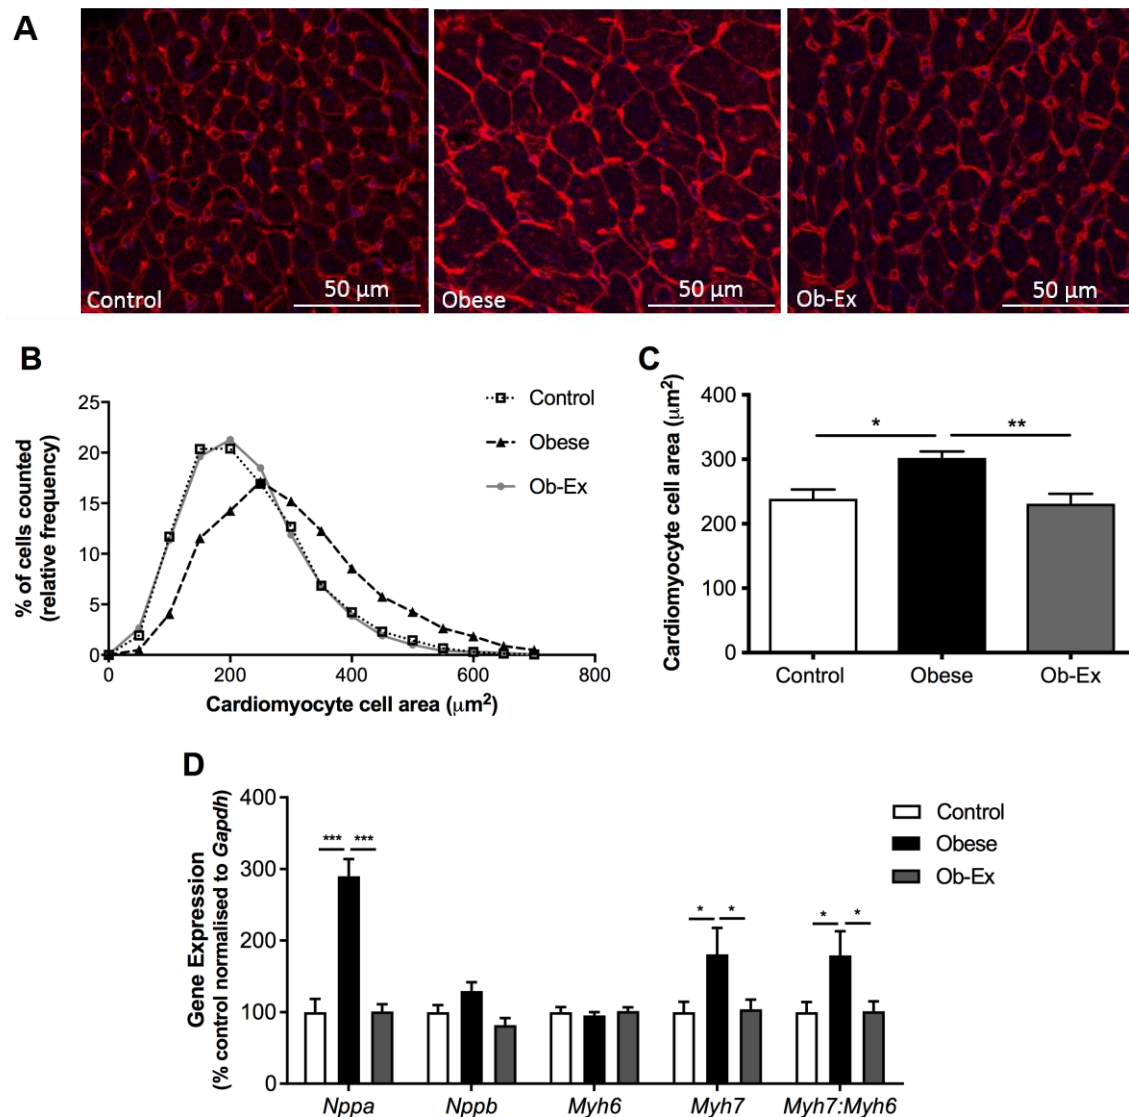 A
Control
50 µm
Obese
50 µm
Ob-Ex
50 µm
B
25
20
15
10
5
0
% of cells counted
(relative frequency)
0
200
400
600
800
Cardiomyocyte cell area (µm²)
Control
Obese
Ob-Ex
C
400
300
200
100
0
Cardiomyocyte cell area (µm²)
*
**
Control
Obese
Ob-Ex
D
400
300
200
100
0
Gene Expression
(% control normalised to Gapdh)
*** ***
* *
* *
Nppa
Nppb
Myh6
Myh7
Myh7:Myh6
Control
Obese
Ob-Ex